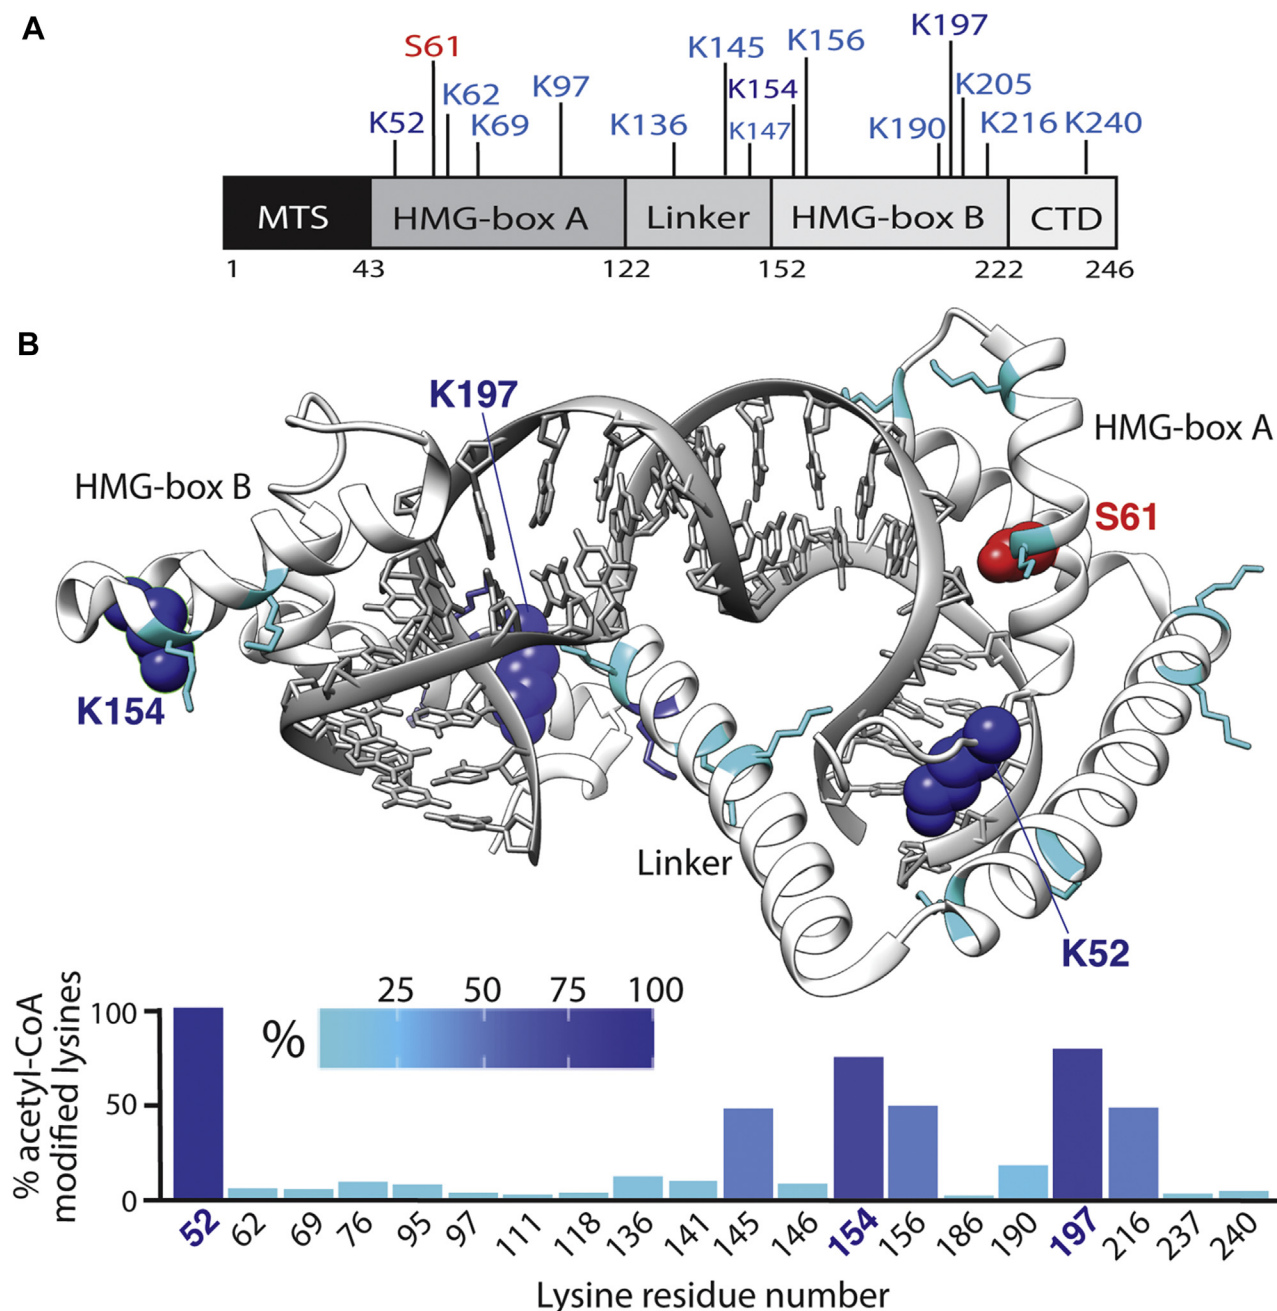 A
K197
S61
K145
K156
K62
K97
K154
K205
K52
K69
K136
K147
K190
K216
K240
MTS
HMG-box A
Linker
HMG-box B
CTD
1
43
122
152
222
246
B
K197
HMG-box A
HMG-box B
S61
K154
Linker
K52
% acetyl-CoA
modified lysines
100
50
0
%
25
50
75
100
52
62
69
76
95
97
111
118
136
141
145
146
154
156
186
190
197
216
237
240
Lysine residue number